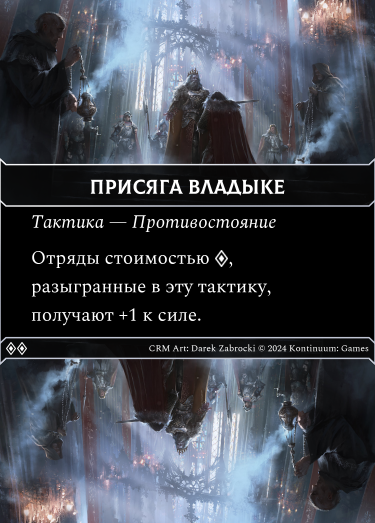 ПРИСЯГА ВЛАДЫКЕ
Тактика — Противостояние
Отряды стоимостью ,
разыгранные в эту тактику,
получают +1 к силе.
CRM Art: Darek Zabrocki © 2024 Kontinuum: Games